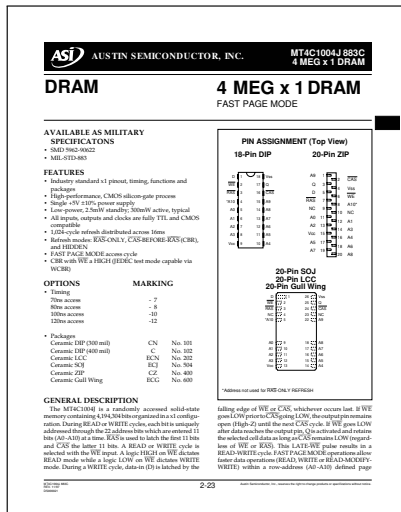 ASI AUSTIN SEMICONDUCTOR, INC.
MT4C1004J 883C
4 MEG x 1 DRAM
DRAM
4 MEG x 1 DRAM
FAST PAGE MODE
AVAILABLE AS MILITARY
SPECIFICATONS
• SMD 5962-90622
• MIL-STD-883
FEATURES
• Industry standard x1 pinout, timing, functions and
packages
• High-performance, CMOS silicon-gate process
• Single +5V ±10% power supply
• Low-power, 2.5mW standby; 300mW active, typical
• All inputs, outputs and clocks are fully TTL and CMOS
compatible
• 1,024-cycle refresh distributed across 16ms
• Refresh modes: RAS-ONLY, CAS-BEFORE-RAS (CBR),
and HIDDEN
• FAST PAGE MODE access cycle
• CBR with WE a HIGH (JEDEC test mode capable via
WCBR)
OPTIONS MARKING
• Timing
70ns access - 7
80ns access - 8
100ns access -10
120ns access -12
• Packages
Ceramic DIP (300 mil) CN No. 101
Ceramic DIP (400 mil) C No. 102
Ceramic LCC ECN No. 202
Ceramic SOJ ECJ No. 504
Ceramic ZIP CZ No. 400
Ceramic Gull Wing ECG No. 600
PIN ASSIGNMENT (Top View)
18-Pin DIP 20-Pin ZIP
20-Pin SOJ
20-Pin LCC
20-Pin Gull Wing
*Address not used for RAS-ONLY REFRESH
GENERAL DESCRIPTION
The MT4C1004J is a randomly accessed solid-state
memory containing 4,194,304 bits organized in a x1 configu-
ration. During READ or WRITE cycles, each bit is uniquely
addressed through the 22 address bits which are entered 11
bits (A0-A10) at a time. RAS is used to latch the first 11 bits
and CAS the latter 11 bits. A READ or WRITE cycle is
selected with the WE input. A logic HIGH on WE dictates
READ mode while a logic LOW on WE dictates WRITE
mode. During a WRITE cycle, data-in (D) is latched by the
falling edge of WE or CAS, whichever occurs last. If WE
goes LOW prior to CAS going LOW, the output pin remains
open (High-Z) until the next CAS cycle. If WE goes LOW
after data reaches the output pin, Q is activated and retains
the selected cell data as long as CAS remains LOW (regard-
less of WE or RAS). This LATE-WE pulse results in a
READ-WRITE cycle. FAST PAGE MODE operations allow
faster data operations (READ, WRITE or READ-MODIFY-
WRITE) within a row-address (A0-A10) defined page
2-23